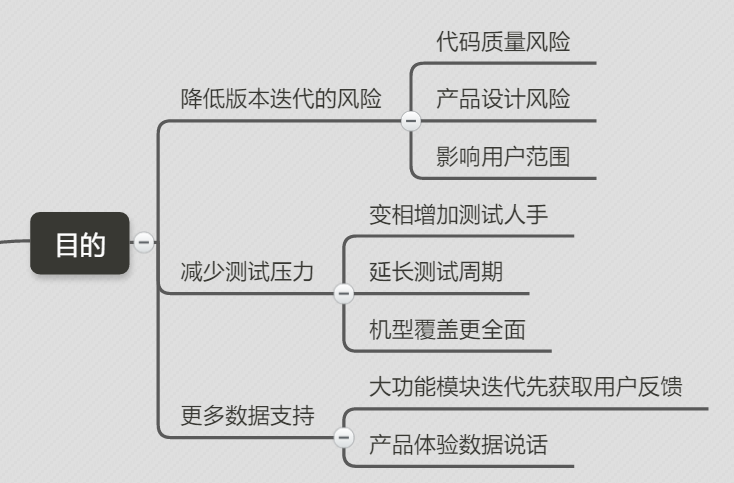 目的
降低版本迭代的风险
代码质量风险
产品设计风险
影响用户范围
减少测试压力
变相增加测试人手
延长测试周期
机型覆盖更全面
更多数据支持
大功能模块迭代先获取用户反馈
产品体验数据说话